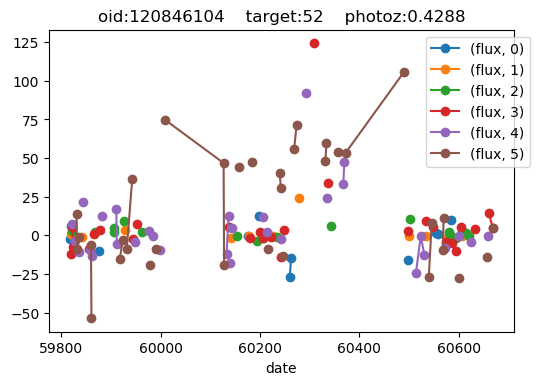 oid:120846104    target:52    photoz:0.4288
125
100
75
50
25
0
−25
−50
59800
60000
60200
60400
60600
date
(flux, 0)
(flux, 1)
(flux, 2)
(flux, 3)
(flux, 4)
(flux, 5)